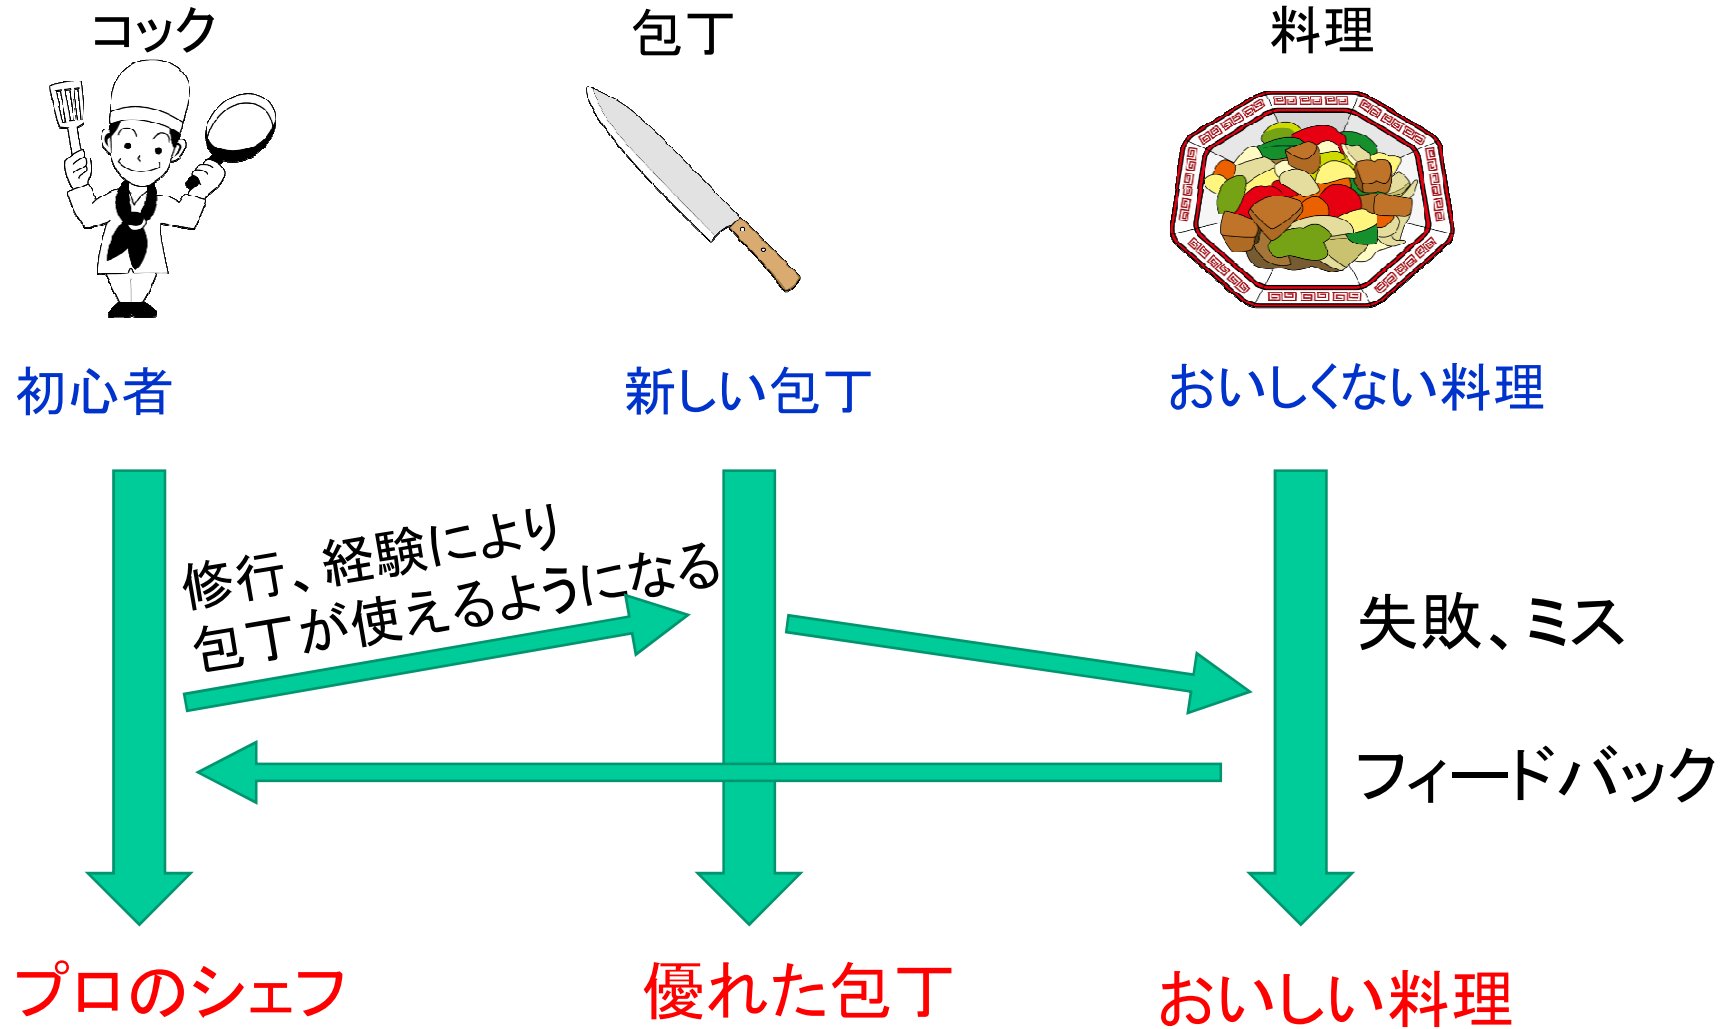 コック
包丁
料理
初心者
新しい包丁
おいしくない料理
修行、経験により
包丁が使えるようになる
失敗、ミス
フィードバック
プロのシェフ
優れた包丁
おいしい料理